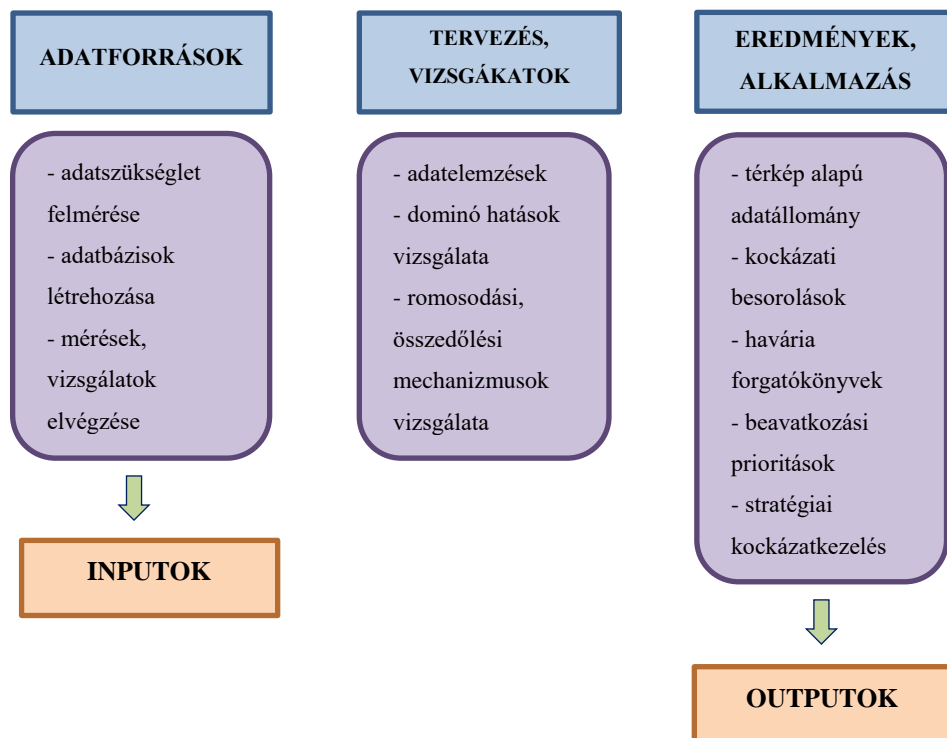 ADATFORRÁSOK
- adatszükséglet
felmérése
- adatbázisok
létrehozása
- mérések,
vizsgálatok
elvégzése
INPUTOK
TERVEZÉS,
VIZSGÁKATOK
- adatelemzések
- dominó hatások
vizsgálata
- romosodási,
összedőlési
mechanizmusok
vizsgálata
EREDMÉNYEK,
ALKALMAZÁS
- térkép alapú
adatállomány
- kockázati
besorolások
- havária
forgatókönyvek
- beavatkozási
prioritások
- stratégiai
kockázatkezelés
OUTPUTOK